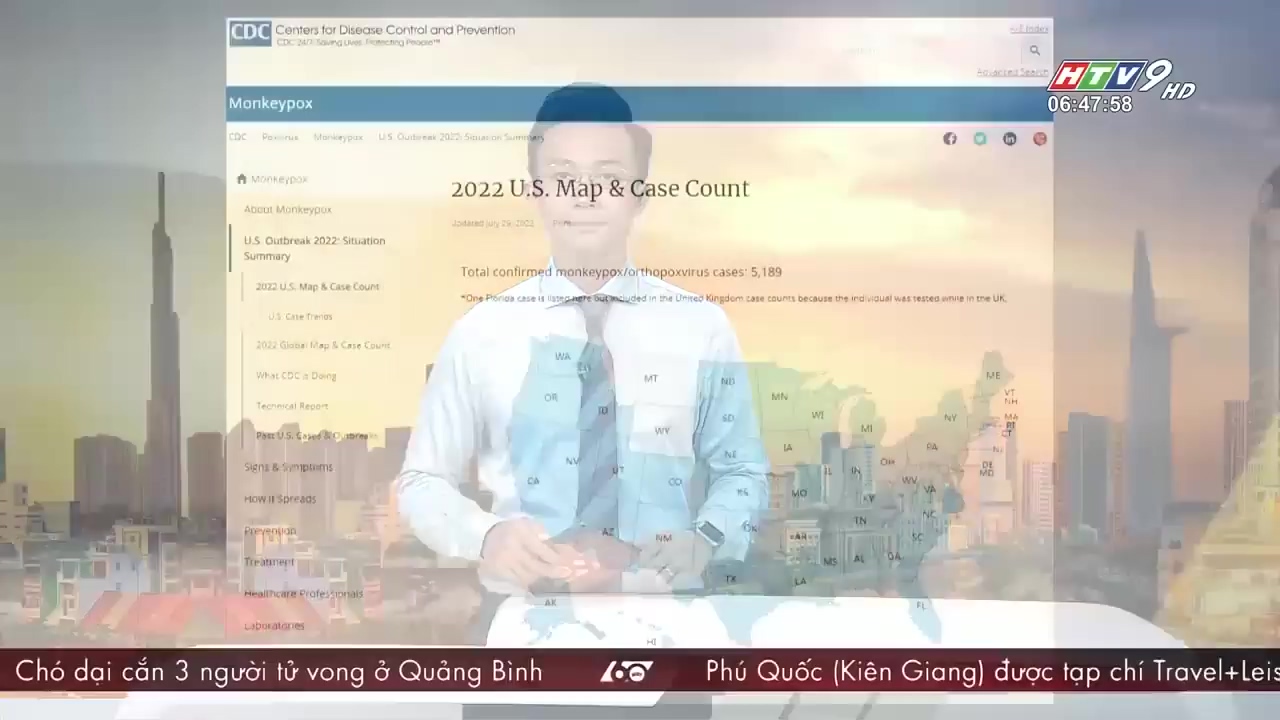 CDC
Centers for Disease Control and Prevention
CDC 24/7: Saving Lives, Protecting People™
A-Z Index
Advanced Search
HTV9 HD
06:47:58
Monkeypox
CDC Poxvirus Monkeypox U.S. Outbreak 2022: Situation Summary
Monkeypox
About Monkeypox
U.S. Outbreak 2022: Situation
Summary
2022 U.S. Map & Case Count
U.S. Case Trends
2022 Global Map & Case Count
What CDC is Doing
Technical Report
Past U.S. Cases & Outbreaks
Signs & Symptoms
How it Spreads
Prevention
Treatment
Healthcare Professionals
Laboratories
2022 U.S. Map & Case Count
Updated July 29, 2022
Total confirmed monkeypox/orthopoxvirus cases: 5,189
*One Florida case is listed here but included in the United Kingdom case counts because the individual was tested while in the UK.
WA
MT
ND
MN
ME
VT
NH
OR
ID
SD
WI
MI
NY
MA
RI
CT
WY
IA
PA
NJ
NV
UT
NE
IL
IN
OH
DE
MD
CA
CO
KS
MO
KY
WV
VA
AZ
NM
OK
AR
TN
NC
SC
TX
LA
MS
AL
GA
AK
FL
HI
Chó dại cắn 3 người tử vong ở Quảng Bình
60
Phú Quốc (Kiên Giang) được tạp chí Travel+Leis